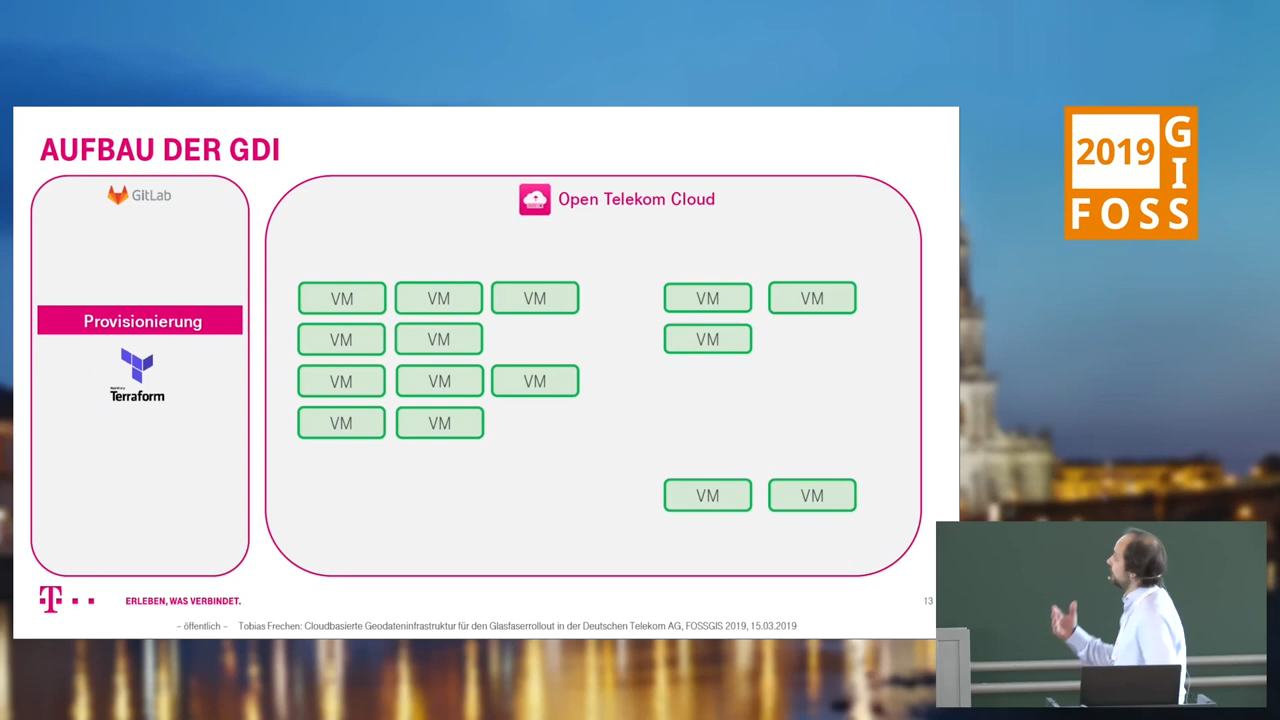 AUFBAU DER GDI
GitLab
Provisionierung
Terraform
Open Telekom Cloud
VM VM VM VM VM
VM VM VM
VM VM VM
VM VM
VM VM
T
ERLEBEN, WAS VERBINDET.
13
– öffentlich – Tobias Frechen: Cloudbasierte Geodateninfrastruktur für den Glasfaserrollout in der Deutschen Telekom AG, FOSSGIS 2019, 15.03.2019
2019
GIS
FOSS